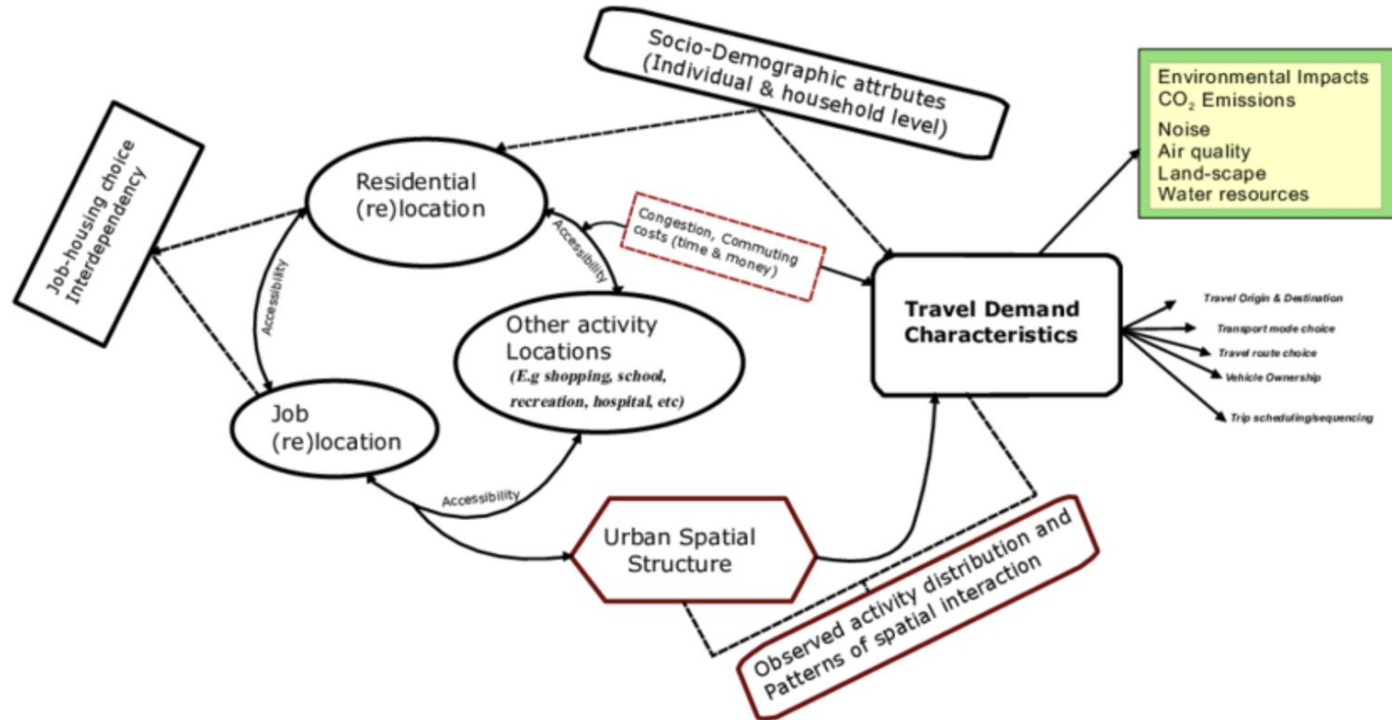 Socio-Demographic attrbutes
(Individual & household level)
Environmental Impacts
CO₂ Emissions
Noise
Air quality
Land-scape
Water resources
Job-housing choice
Interdependency
Residential
(re)location
Accessibility
Congestion, Commuting
costs (time & money)
Accessibility
Other activity
Locations
(E.g shopping, school,
recreation, hospital, etc)
Travel Demand
Characteristics
Travel Origin & Destination
Transport mode choice
Travel route choice
Vehicle Ownership
Trip scheduling/sequencing
Job
(re)location
Accessibility
Urban Spatial
Structure
Observed activity distribution and
Patterns of spatial interaction